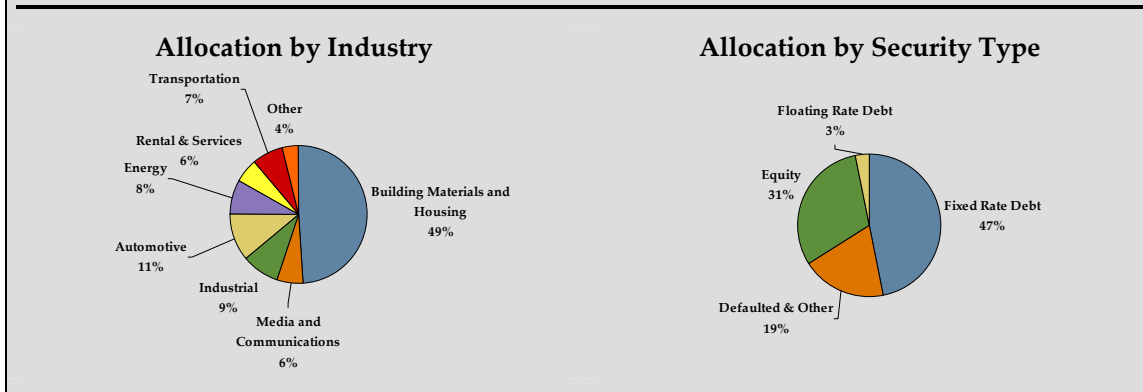 Allocation by Industry
Transportation
7%
Other
4%
Rental & Services
6%
Energy
8%
Building Materials and
Housing
49%
Automotive
11%
Industrial
9%
Media and
Communications
6%
Allocation by Security Type
Floating Rate Debt
3%
Equity
31%
Fixed Rate Debt
47%
Defaulted & Other
19%